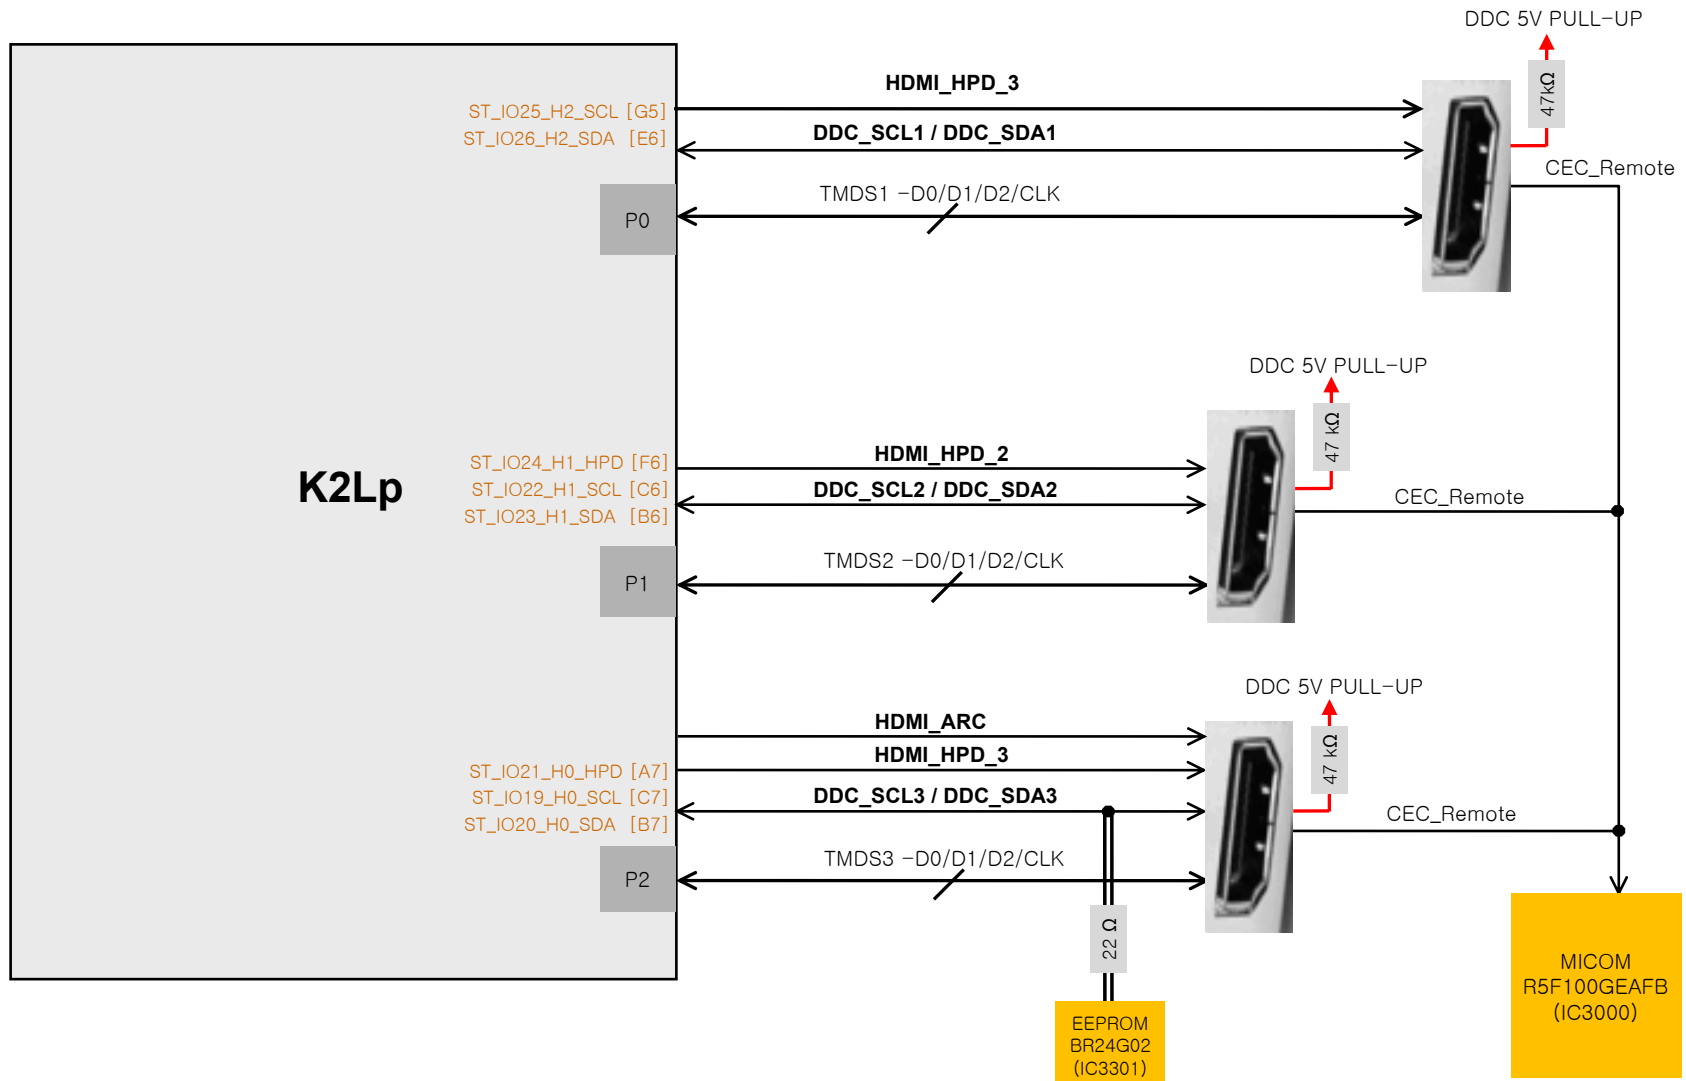 DDC 5V PULL-UP
47kΩ
HDMI_HPD_3
ST_IO25_H2_SCL [G5]
ST_IO26_H2_SDA [E6]
DDC_SCL1 / DDC_SDA1
CEC_Remote
TMDS1 -D0/D1/D2/CLK
P0
DDC 5V PULL-UP
47 kΩ
HDMI_HPD_2
K2Lp
ST_IO24_H1_HPD [F6]
ST_IO22_H1_SCL [C6]
ST_IO23_H1_SDA [B6]
DDC_SCL2 / DDC_SDA2
CEC_Remote
TMDS2 -D0/D1/D2/CLK
P1
DDC 5V PULL-UP
47 kΩ
HDMI_ARC
HDMI_HPD_3
ST_IO21_H0_HPD [A7]
ST_IO19_H0_SCL [C7]
ST_IO20_H0_SDA [B7]
DDC_SCL3 / DDC_SDA3
CEC_Remote
TMDS3 -D0/D1/D2/CLK
P2
22 Ω
MICOM
R5F100GEAFB
(IC3000)
EEPROM
BR24G02
(IC3301)